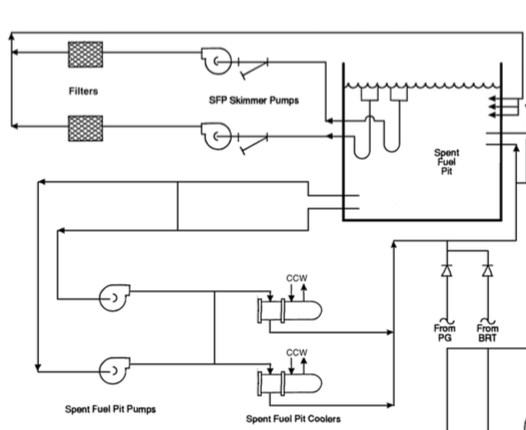 Filters
SFP Skimmer Pumps
Spent
Fuel
Pit
CCW
From
PG
From
BRT
CCW
Spent Fuel Pit Pumps
Spent Fuel Pit Coolers